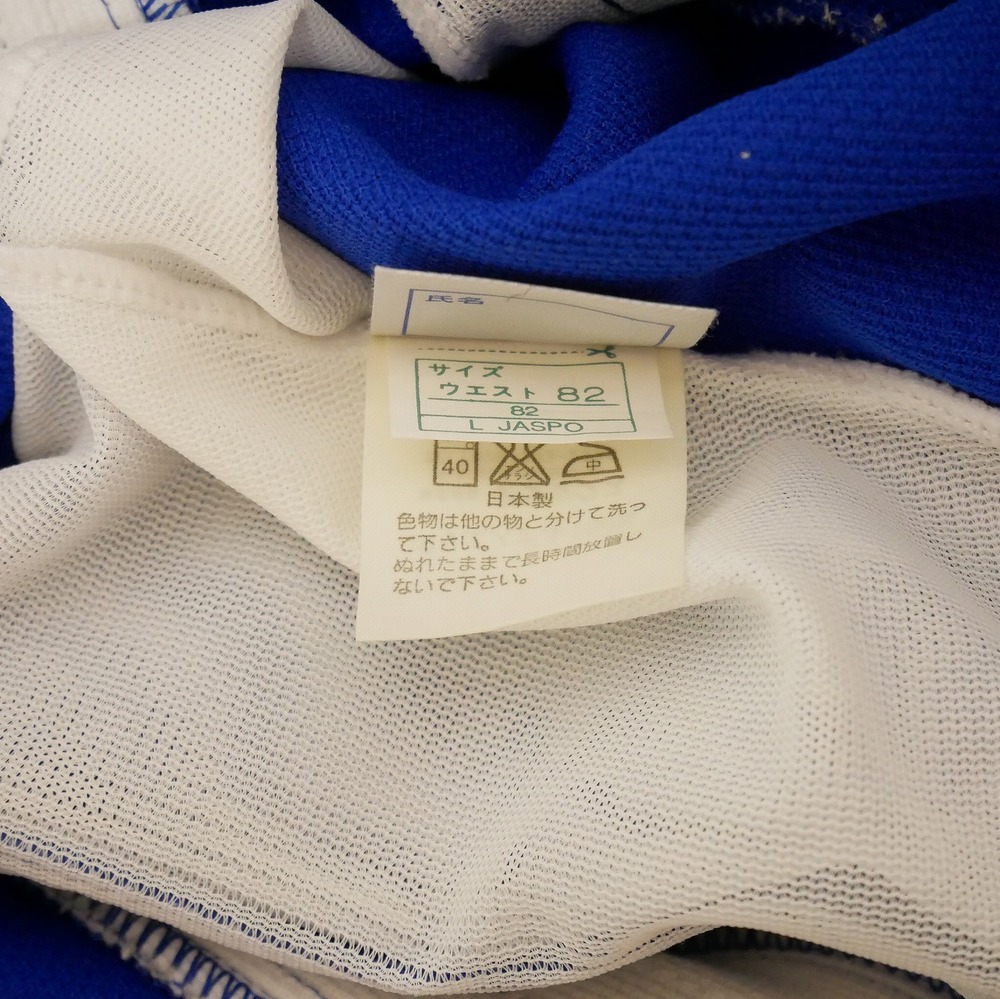 氏名
サイズ
ウエスト 82
82
L JASPO
40
中
日本製
色物は他の物と分けて洗っ
て下さい。
ぬれたままで長時間放置し
ないで下さい。